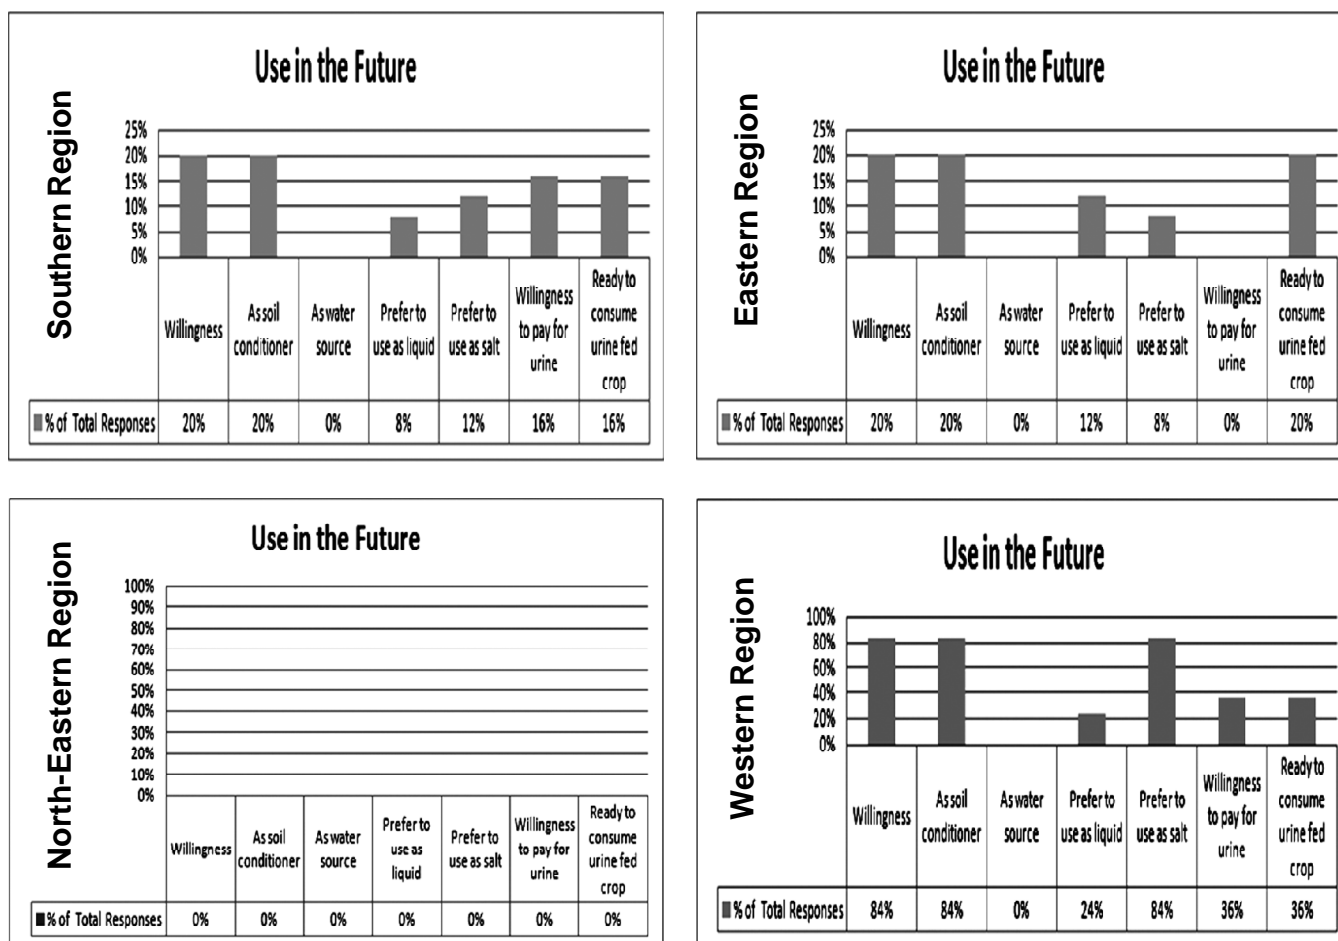 Southern Region
Use in the Future
25%
20%
15%
10%
5%
0%
Willingness
As soil
conditioner
As water
source
Prefer to
use as liquid
Prefer to
use as salt
Willingness
to pay for
urine
Ready to
consume
urine fed
crop
% of Total Responses 20% 20% 0% 8% 12% 16% 16%
Eastern Region
Use in the Future
25%
20%
15%
10%
5%
0%
Willingness
As soil
conditioner
As water
source
Prefer to
use as liquid
Prefer to
use as salt
Willingness
to pay for
urine
Ready to
consume
urine fed
crop
% of Total Responses 20% 20% 0% 12% 8% 0% 20%
North-Eastern Region
Use in the Future
100%
90%
80%
70%
60%
50%
40%
30%
20%
10%
0%
Willingness
As soil
conditioner
As water
source
Prefer to
use as
liquid
Prefer to
use as salt
Willingness
to pay for
urine
Ready to
consume
urine fed
crop
% of Total Responses 0% 0% 0% 0% 0% 0% 0%
Western Region
Use in the Future
100%
80%
60%
40%
20%
0%
Willingness
As soil
conditioner
As water
source
Prefer to
use as liquid
Prefer to
use as salt
Willingness
to pay for
urine
Ready to
consume
urine fed
crop
% of Total Responses 84% 84% 0% 24% 84% 36% 36%